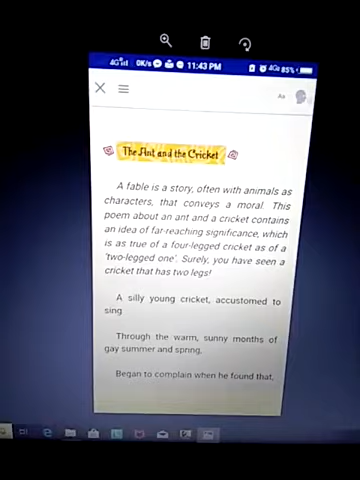 4G 0K/s 11:43 PM 4G 85%
Aa
The Ant and the Cricket
A fable is a story, often with animals as
characters, that conveys a moral. This
poem about an ant and a cricket contains
an idea of far-reaching significance, which
is as true of a four-legged cricket as of a
'two-legged one'. Surely, you have seen a
cricket that has two legs!
A silly young cricket, accustomed to
sing
Through the warm, sunny months of
gay summer and spring,
Began to complain when he found that,